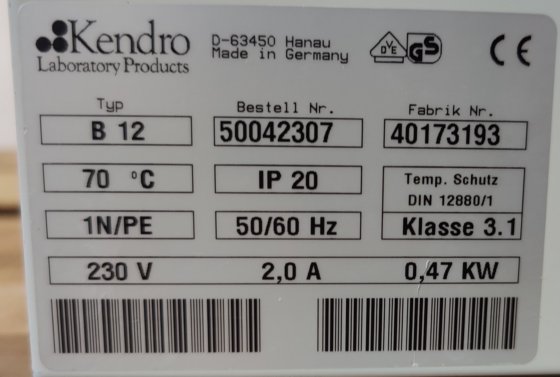 Kendro
Laboratory Products
D-63450 Hanau
Made in Germany
DVE GS CE
Typ Bestell Nr. Fabrik Nr.
B 12 50042307 40173193
70 °C IP 20 Temp. Schutz
DIN 12880/1
1N/PE 50/60 Hz Klasse 3.1
230 V 2,0 A 0,47 KW